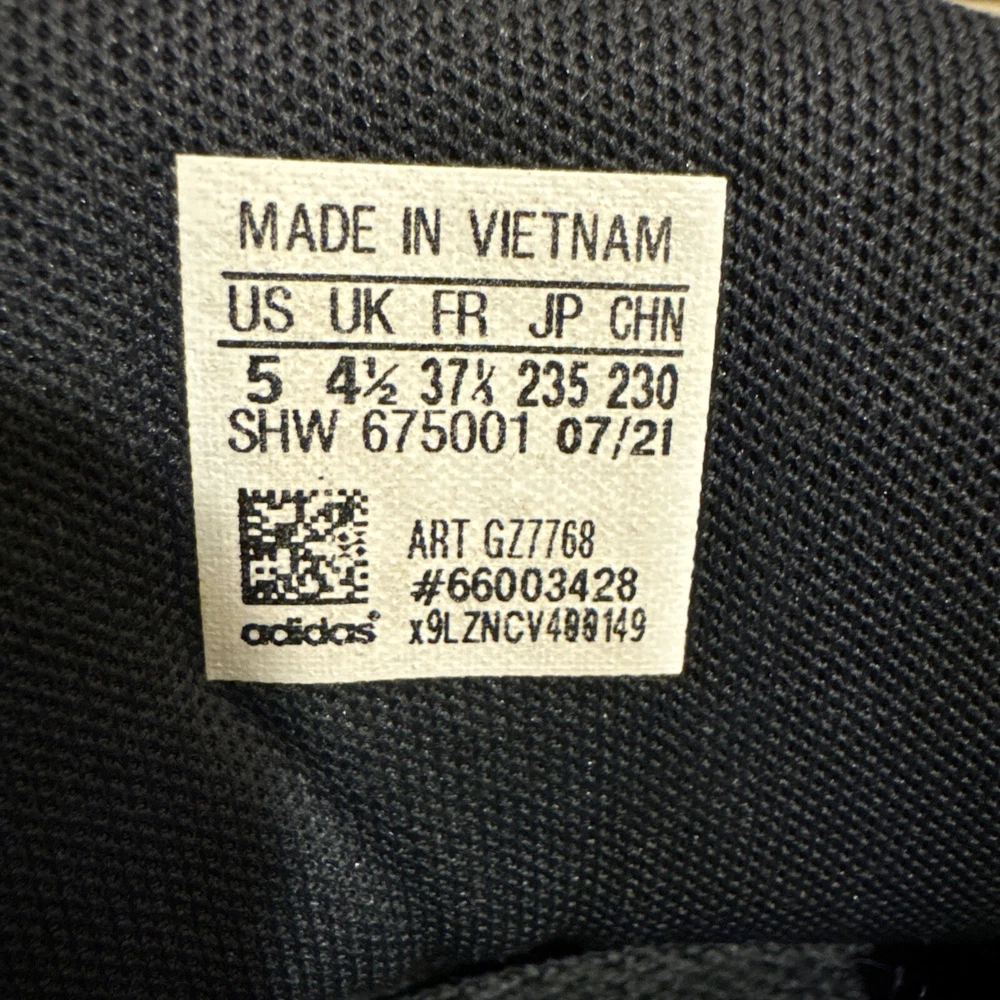 MADE IN VIETNAM
US UK FR JP CHN
5 4½ 37⅓ 235 230
SHW 675001 07/21
ART GZ7768
#66003428
adidas®